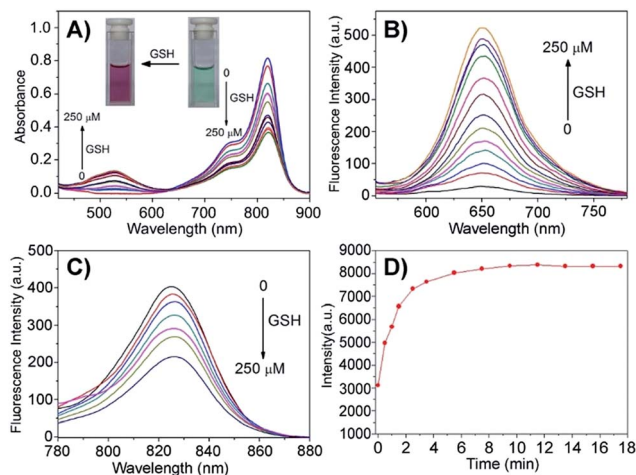 A)
GSH
0
GSH
250 μM
250 μM
GSH
0
Absorbance
1.0
0.8
0.6
0.4
0.2
0.0
500 600 700 800 900
Wavelength (nm)
B)
250 μM
GSH
0
Fluorescence Intensity (a.u.)
500
400
300
200
100
0
600 650 700 750
Wavelength (nm)
C)
0
GSH
250 μM
Fluorescence Intensity (a.u.)
500
400
300
200
100
0
780 800 820 840 860 880
Wavelength (nm)
D)
Intensity(a.u.)
9000
8000
7000
6000
5000
4000
3000
2000
1000
0 2 4 6 8 10 12 14 16 18
Time (min)